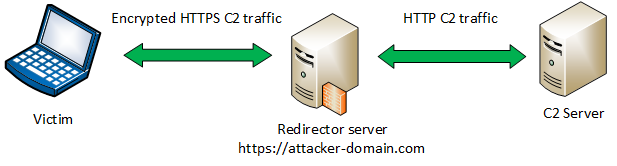 Encrypted HTTPS C2 traffic
HTTP C2 traffic
Victim
Redirector server
https://attacker-domain.com
C2 Server